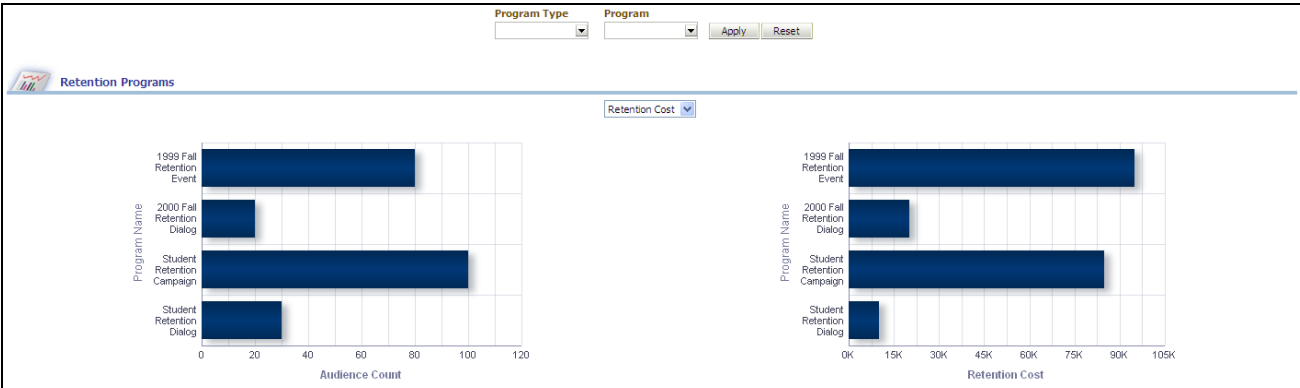 Program Type Program
Apply Reset
Retention Programs
Retention Cost
Program Name
1999 Fall
Retention
Event
2000 Fall
Retention
Dialog
Student
Retention
Campaign
Student
Retention
Dialog
0 20 40 60 80 100 120
Audience Count
Program Name
1999 Fall
Retention
Event
2000 Fall
Retention
Dialog
Student
Retention
Campaign
Student
Retention
Dialog
0K 15K 30K 45K 60K 75K 90K 105K
Retention Cost